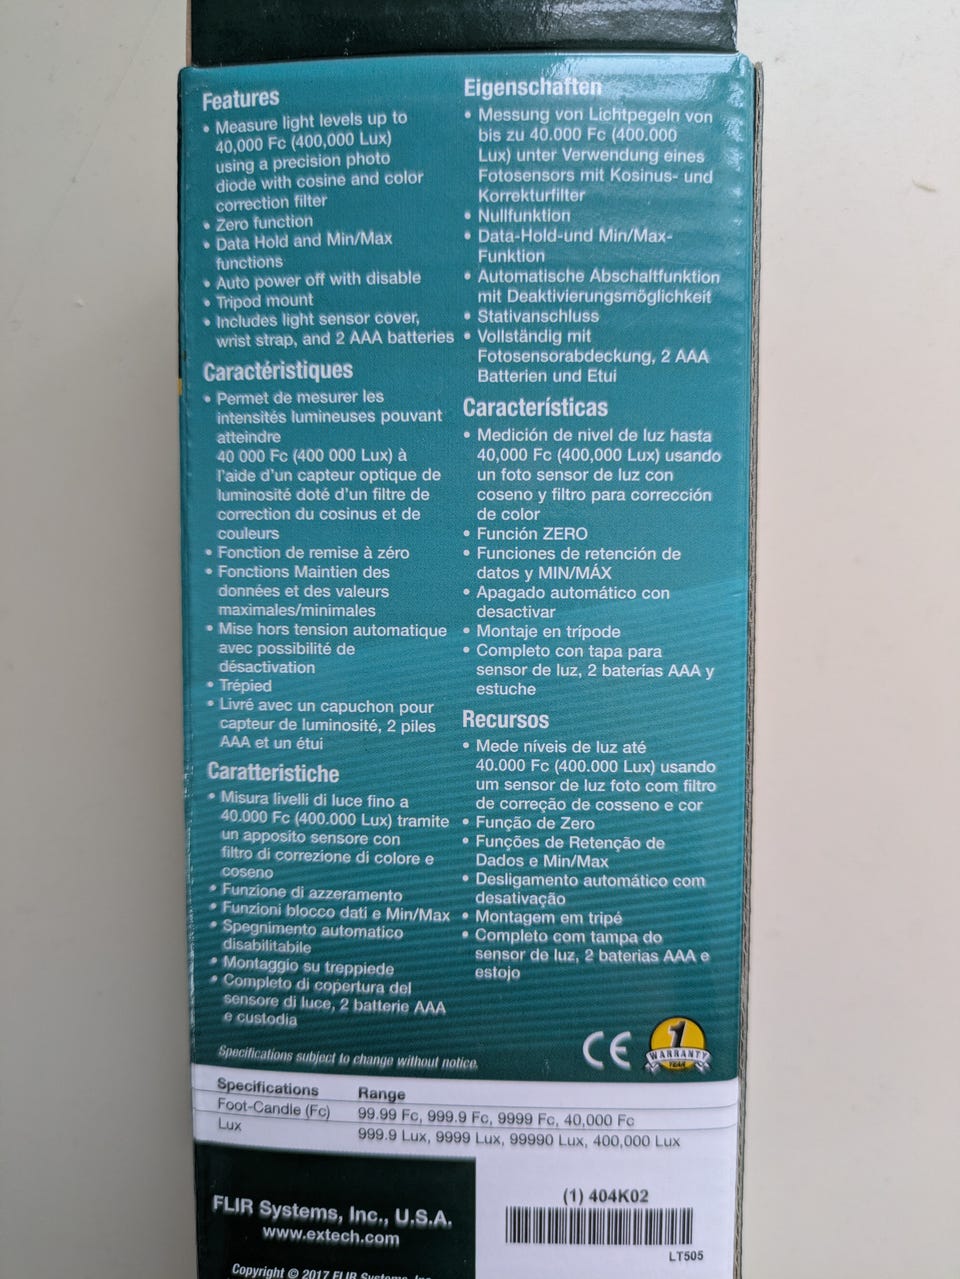 Features
• Measure light levels up to
40,000 Fc (400,000 Lux)
using a precision photo
diode with cosine and color
correction filter
• Zero function
• Data Hold and Min/Max
functions
• Auto power off with disable
• Tripod mount
• Includes light sensor cover,
wrist strap, and 2 AAA batteries
Caractéristiques
• Permet de mesurer les
intensités lumineuses pouvant
atteindre
40 000 Fc (400 000 Lux) à
l'aide d'un capteur optique de
luminosité doté d'un filtre de
correction du cosinus et de
couleurs
• Fonction de remise à zéro
• Fonctions Maintien des
données et des valeurs
maximales/minimales
• Mise hors tension automatique
avec possibilité de
désactivation
• Trépied
• Livré avec un capuchon pour
capteur de luminosité, 2 piles
AAA et un étui
Caratteristiche
• Misura livelli di luce fino a
40.000 Fc (400.000 Lux) tramite
un apposito sensore con
filtro di correzione di colore e
coseno
• Funzione di azzeramento
• Funzioni blocco dati e Min/Max
• Spegnimento automatico
disabilitabile
• Montaggio su treppiede
• Completo di copertura del
sensore di luce, 2 batterie AAA
e custodia
Eigenschaften
• Messung von Lichtpegeln von
bis zu 40.000 Fc (400.000
Lux) unter Verwendung eines
Fotosensors mit Kosinus- und
Korrekturfilter
• Nullfunktion
• Data-Hold-und Min/Max-
Funktion
• Automatische Abschaltfunktion
mit Deaktivierungsmöglichkeit
• Stativanschluss
• Vollständig mit
Fotosensorabdeckung, 2 AAA
Batterien und Etui
Características
• Medición de nivel de luz hasta
40,000 Fc (400,000 Lux) usando
un foto sensor de luz con
coseno y filtro para corrección
de color
• Función ZERO
• Funciones de retención de
datos y MIN/MÁX
• Apagado automático con
desactivar
• Montaje en trípode
• Completo con tapa para
sensor de luz, 2 baterías AAA y
estuche
Recursos
• Mede níveis de luz até
40.000 Fc (400.000 Lux) usando
um sensor de luz foto com filtro
de correção de cosseno e cor
• Função de Zero
• Funções de Retenção de
Dados e Min/Max
• Desligamento automático com
desativação
• Montagem em tripé
• Completo com tampa do
sensor de luz, 2 baterias AAA e
estojo
Specifications subject to change without notice.
CE
1
WARRANTY
YEAR
Specifications Range
Foot-Candle (Fc) 99.99 Fc, 999.9 Fc, 9999 Fc, 40,000 Fc
Lux 999.9 Lux, 9999 Lux, 99990 Lux, 400,000 Lux
FLIR Systems, Inc., U.S.A.
www.extech.com
Copyright © 2017 FLIR Systems, Inc.
(1) 404K02
LT505